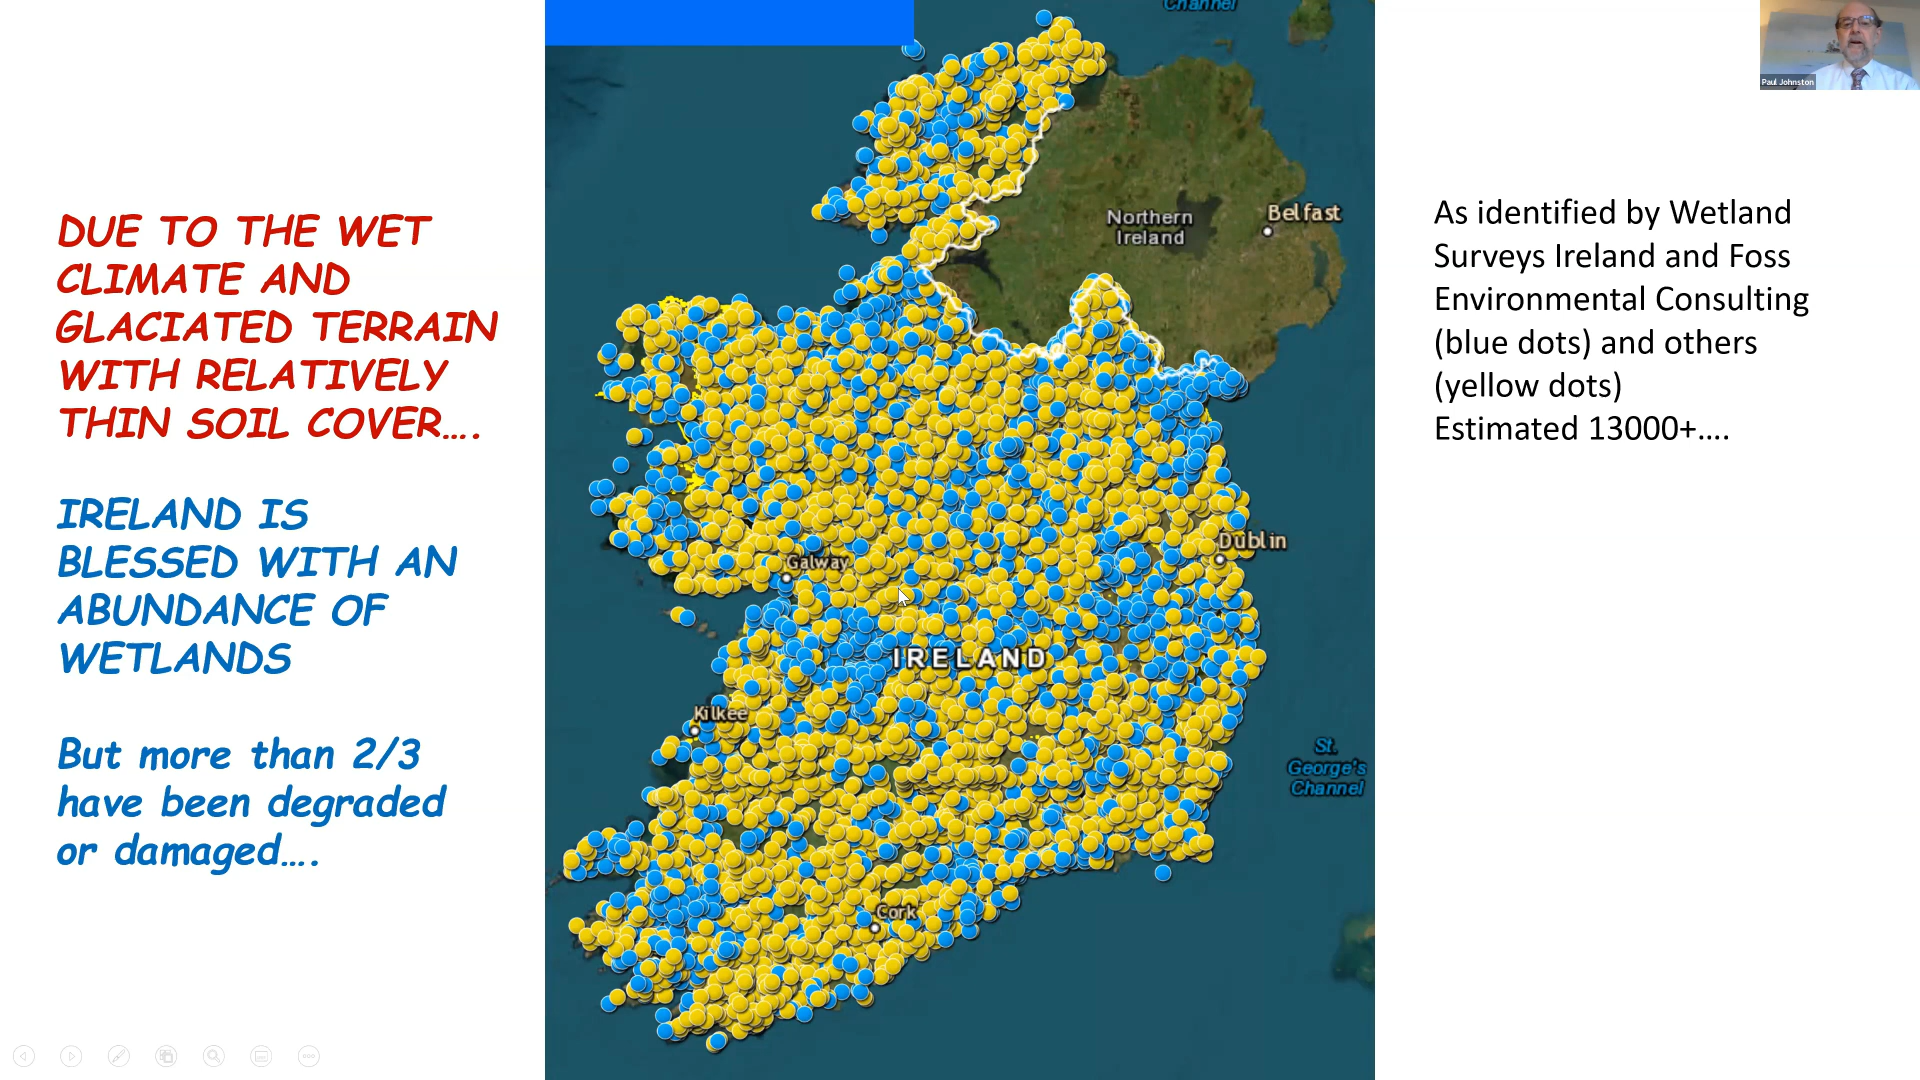 DUE TO THE WET
CLIMATE AND
GLACIATED TERRAIN
WITH RELATIVELY
THIN SOIL COVER….
IRELAND IS
BLESSED WITH AN
ABUNDANCE OF
WETLANDS
But more than 2/3
have been degraded
or damaged….
Channel
Northern
Ireland
Belfast
Dublin
Galway
IRELAND
Kilkee
St.
George's
Channel
Cork
As identified by Wetland
Surveys Ireland and Foss
Environmental Consulting
(blue dots) and others
(yellow dots)
Estimated 13000+….
Paul Johnston